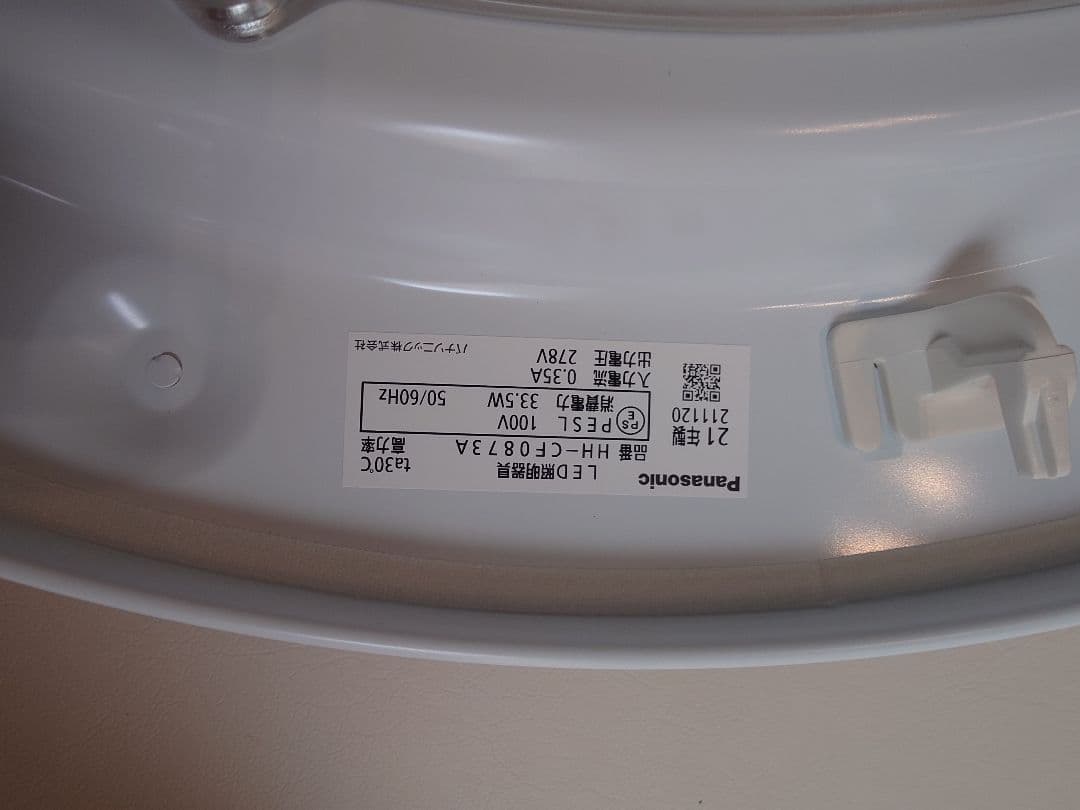 Panasonic LED照明器具 ta30℃
21年製 品番 HH-CF0873A 高力率
211120 PS E PESL 100V
消費電力 33.5W 50/60Hz
入力電流 0.35A
出力電圧 278V パナソニック株式会社